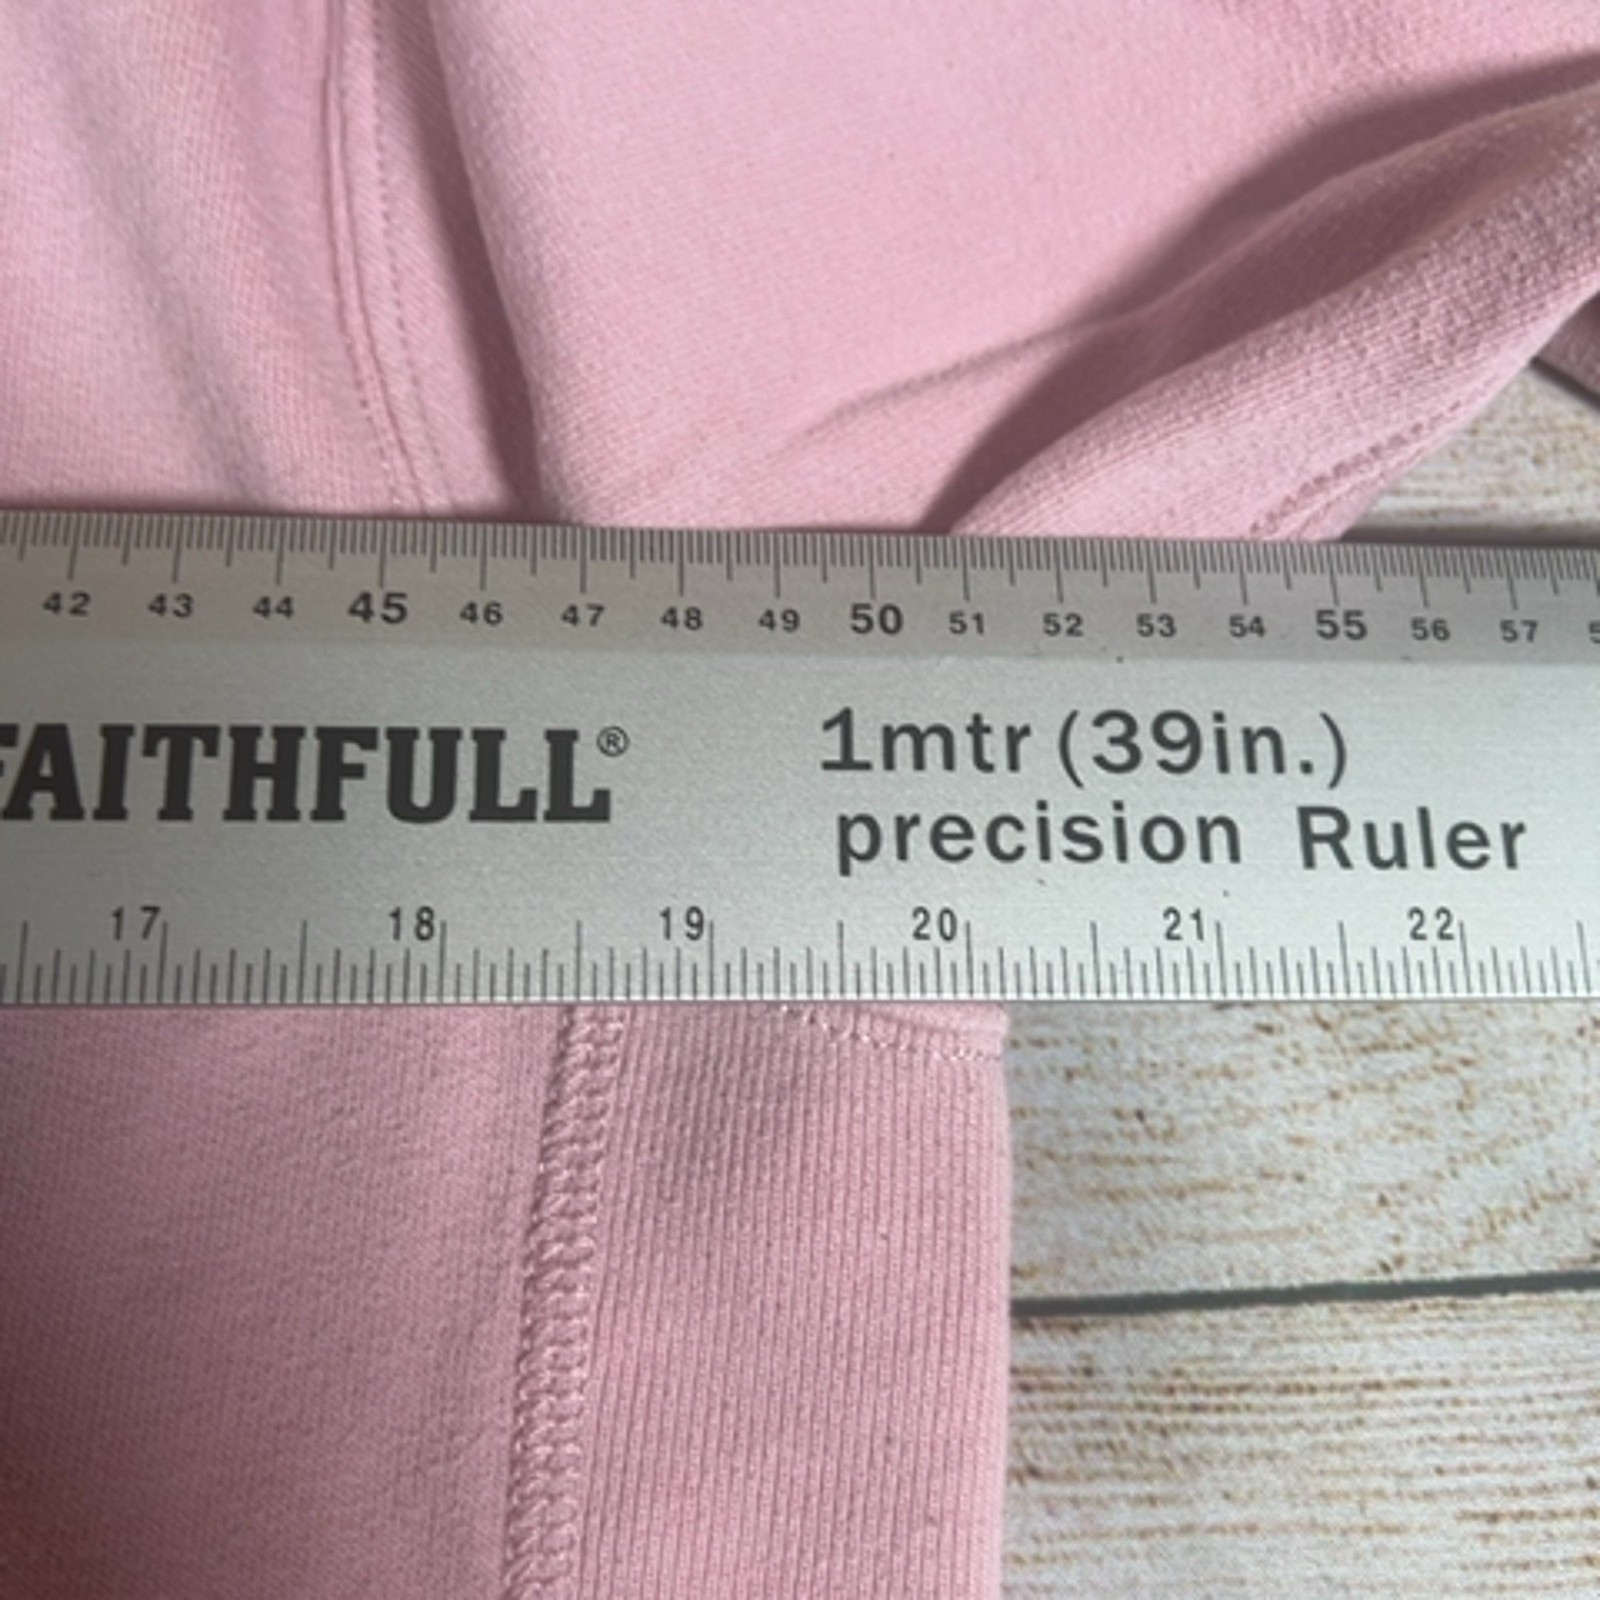 42 43 44 45 46 47 48 49 50 51 52 53 54 55 56 57
FAITHFULL®
1mtr (39in.)
precision Ruler
17 18 19 20 21 22